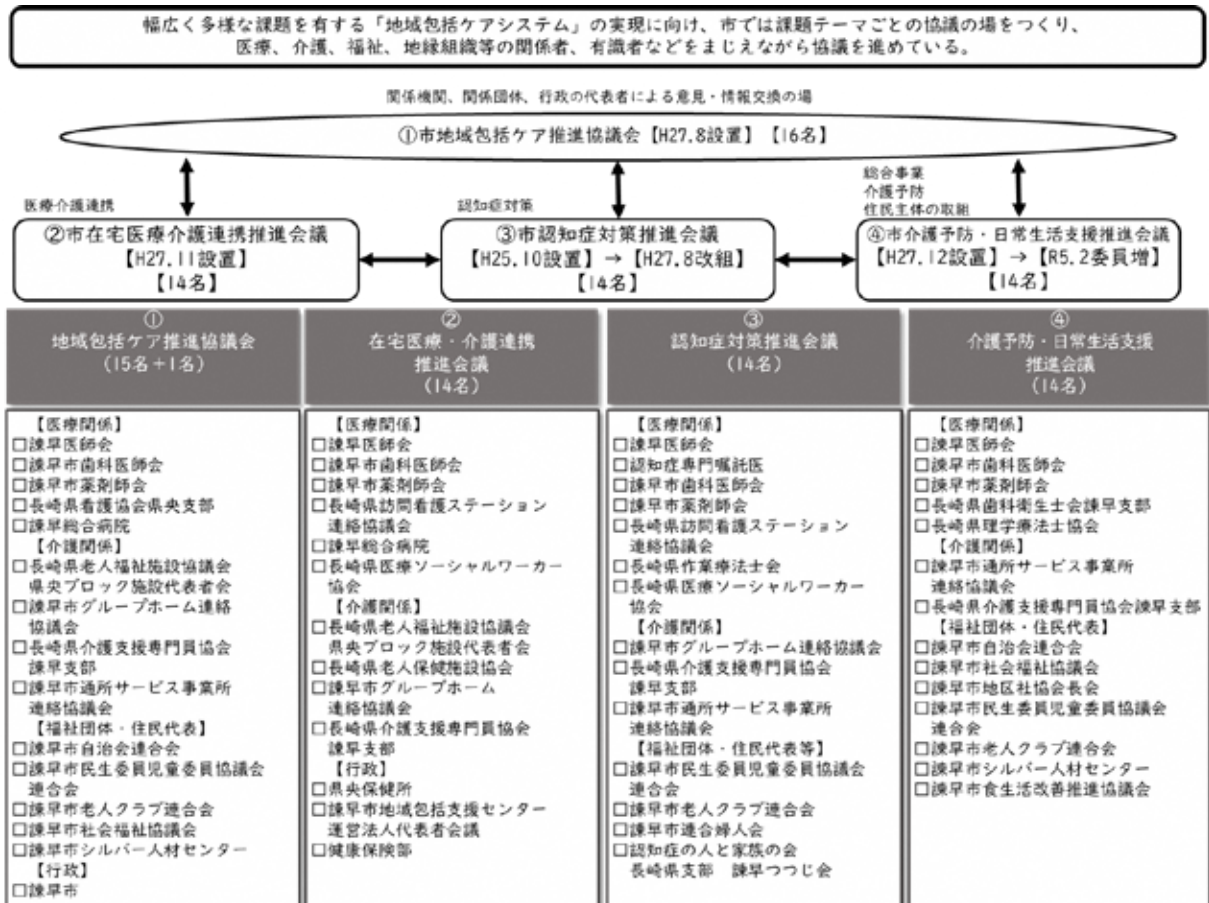 幅広く多様な課題を有する「地域包括ケアシステム」の実現に向け、市では課題テーマごとの協議の場をつくり、
医療、介護、福祉、地縁組織等の関係者、有識者などをまじえながら協議を進めている。
関係機関、関係団体、行政の代表者による意見・情報交換の場
①市地域包括ケア推進協議会【H27.8設置】【16名】
医療介護連携
②市在宅医療介護連携推進会議
【H27.11設置】
【14名】
認知症対策
③市認知症対策推進会議
【H25.10設置】→【H27.8改組】
【14名】
総合事業
介護予防
住民主体の取組
④市介護予防・日常生活支援推進会議
【H27.12設置】→【R5.2委員増】
【14名】
①
地域包括ケア推進協議会
(15名+1名)
【医療関係】
□諫早医師会
□諫早市歯科医師会
□諫早市薬剤師会
□長崎県看護協会県央支部
□諫早総合病院
【介護関係】
□長崎県老人福祉施設協議会
県央ブロック施設代表者会
□諫早市グループホーム連絡
協議会
□長崎県介護支援専門員協会
諫早支部
□諫早市通所サービス事業所
連絡協議会
【福祉団体・住民代表】
□諫早市自治会連合会
□諫早市民生委員児童委員協議会
連合会
□諫早市老人クラブ連合会
□諫早市社会福祉協議会
□諫早市シルバー人材センター
【行政】
□諫早市
②
在宅医療・介護連携
推進会議
(14名)
【医療関係】
□諫早医師会
□諫早市歯科医師会
□諫早市薬剤師会
□長崎県訪問看護ステーション
連絡協議会
□諫早総合病院
□長崎県医療ソーシャルワーカー
協会
【介護関係】
□長崎県老人福祉施設協議会
県央ブロック施設代表者会
□長崎県老人保健施設協会
□諫早市グループホーム
連絡協議会
□長崎県介護支援専門員協会
諫早支部
【行政】
□県央保健所
□諫早市地域包括支援センター
運営法人代表者会議
□健康保険部
③
認知症対策推進会議
(14名)
【医療関係】
□諫早医師会
□認知症専門嘱託医
□諫早市歯科医師会
□諫早市薬剤師会
□長崎県訪問看護ステーション
連絡協議会
□長崎県作業療法士会
□長崎県医療ソーシャルワーカー
協会
【介護関係】
□諫早市グループホーム連絡協議会
□長崎県介護支援専門員協会
諫早支部
□諫早市通所サービス事業所
連絡協議会
【福祉団体・住民代表等】
□諫早市民生委員児童委員協議会
連合会
□諫早市老人クラブ連合会
□諫早市連合婦人会
□認知症の人と家族の会
長崎県支部 諫早つつじ会
④
介護予防・日常生活支援
推進会議
(14名)
【医療関係】
□諫早医師会
□諫早市歯科医師会
□諫早市薬剤師会
□長崎県歯科衛生士会諫早支部
□長崎県理学療法士協会
【介護関係】
□諫早市通所サービス事業所
連絡協議会
□長崎県介護支援専門員協会諫早支部
【福祉団体・住民代表】
□諫早市自治会連合会
□諫早市社会福祉協議会
□諫早市地区社協会長会
□諫早市民生委員児童委員協議会
連合会
□諫早市老人クラブ連合会
□諫早市シルバー人材センター
□諫早市食生活改善推進協議会